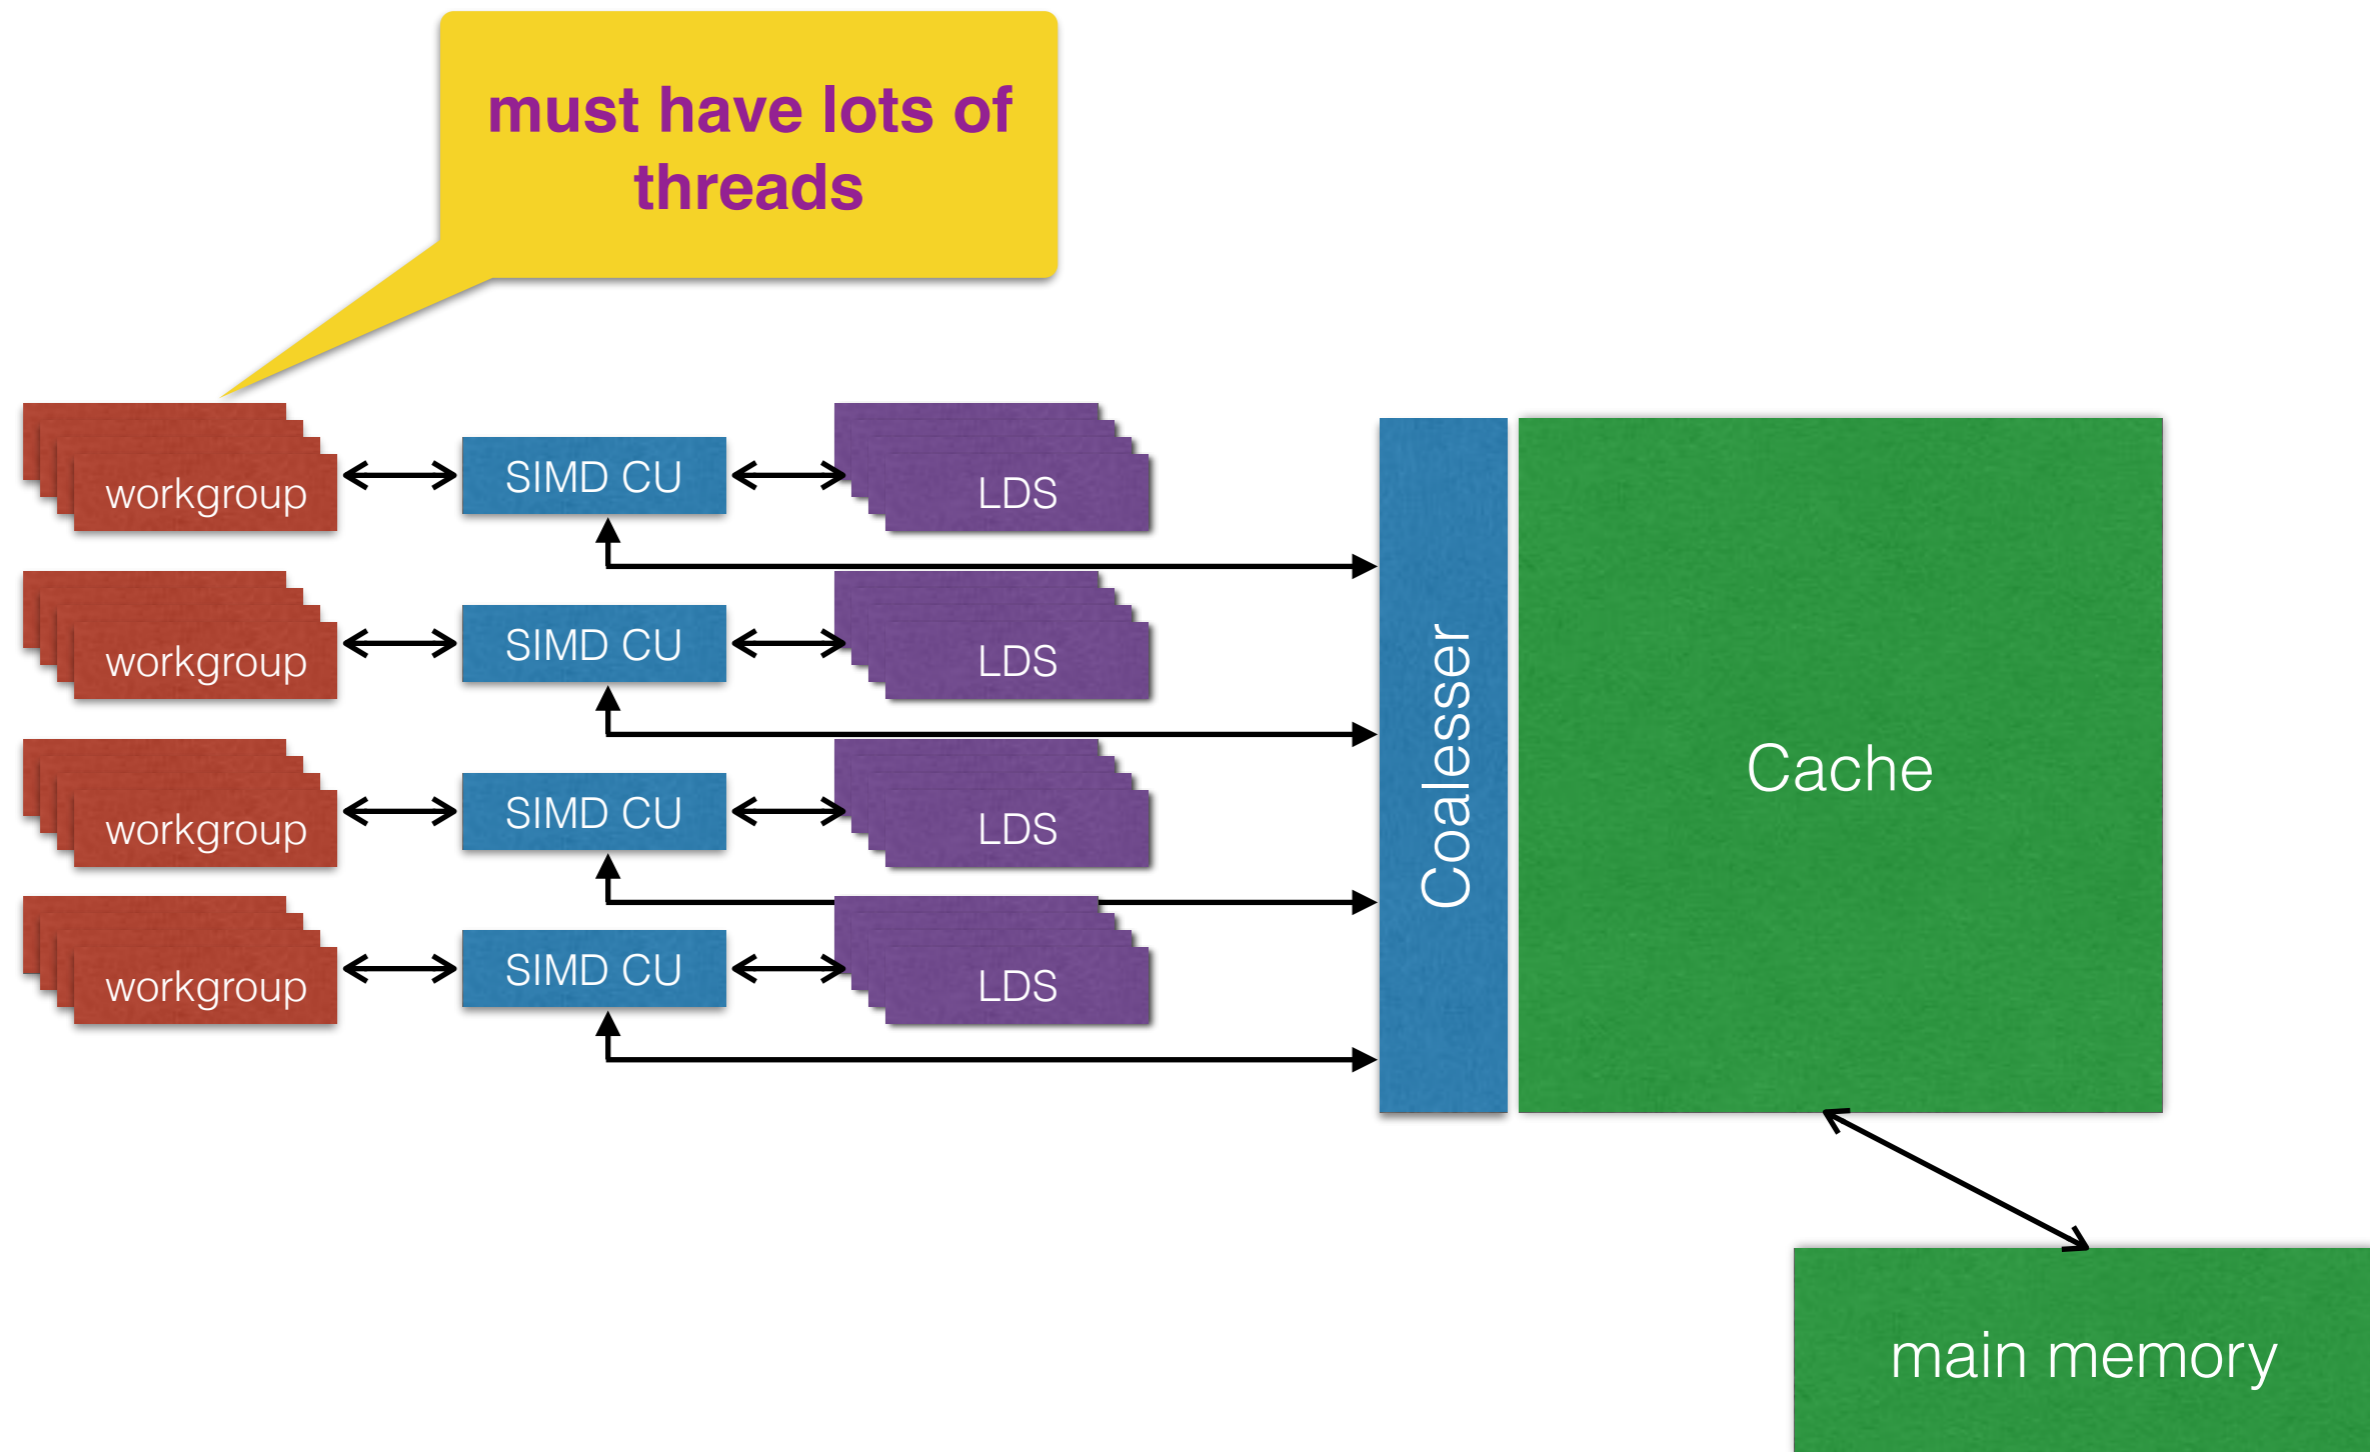 must have lots of
threads
workgroup
SIMD CU
LDS
workgroup
SIMD CU
LDS
workgroup
SIMD CU
LDS
workgroup
SIMD CU
LDS
Coalesser
Cache
main memory